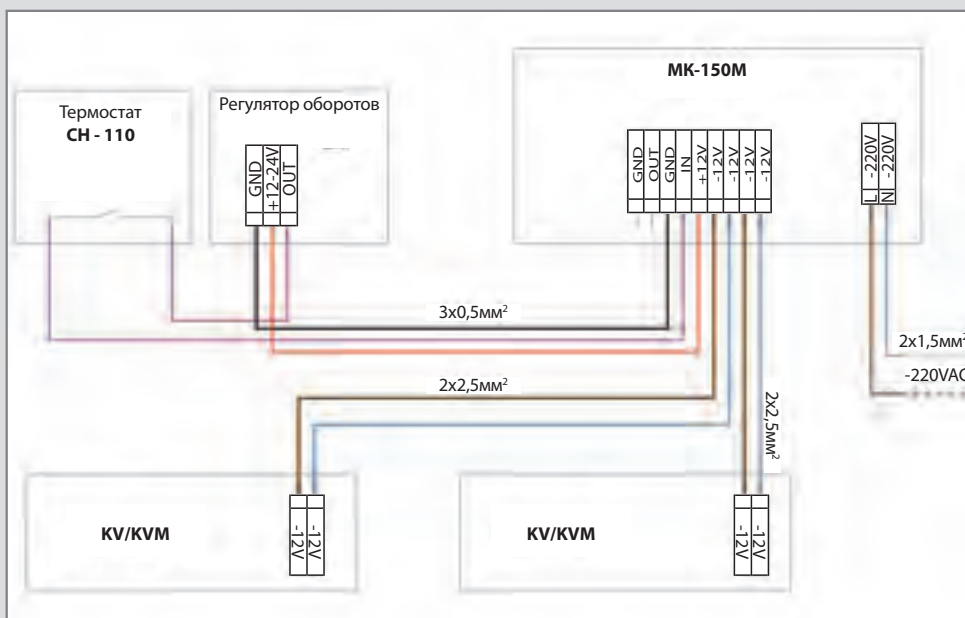 Термостат
CH - 110
Регулятор оборотов
GND
+12-24V
OUT
MK-150M
GND
OUT
GND
IN
+12V
-12V
-12V
-12V
-12V
L -220V
N -220V
3x0,5мм²
2x2,5мм²
2x2,5мм²
2x1,5мм²
-220VAC
KV/KVM
-12V
-12V
KV/KVM
-12V
-12V